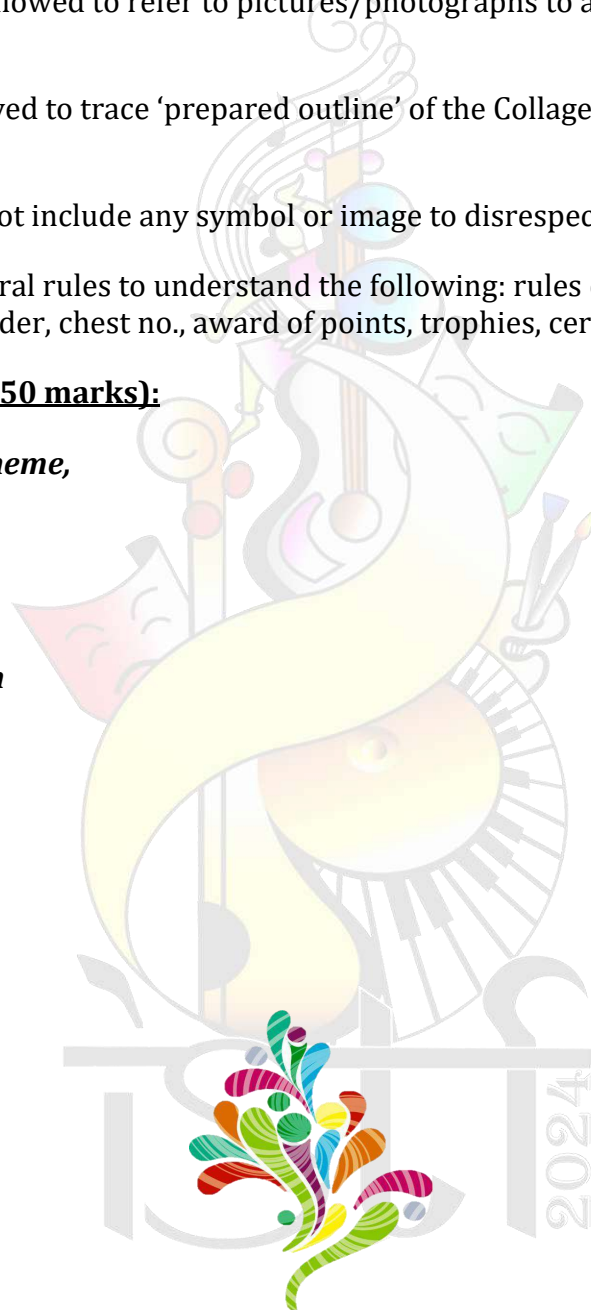 llowed to refer to pictures/photographs to a
ved to trace ‘prepared outline’ of the Collage
ot include any symbol or image to disrespec
ral rules to understand the following: rules
der, chest no., award of points, trophies, cer
50 marks):
heme,
n
2024